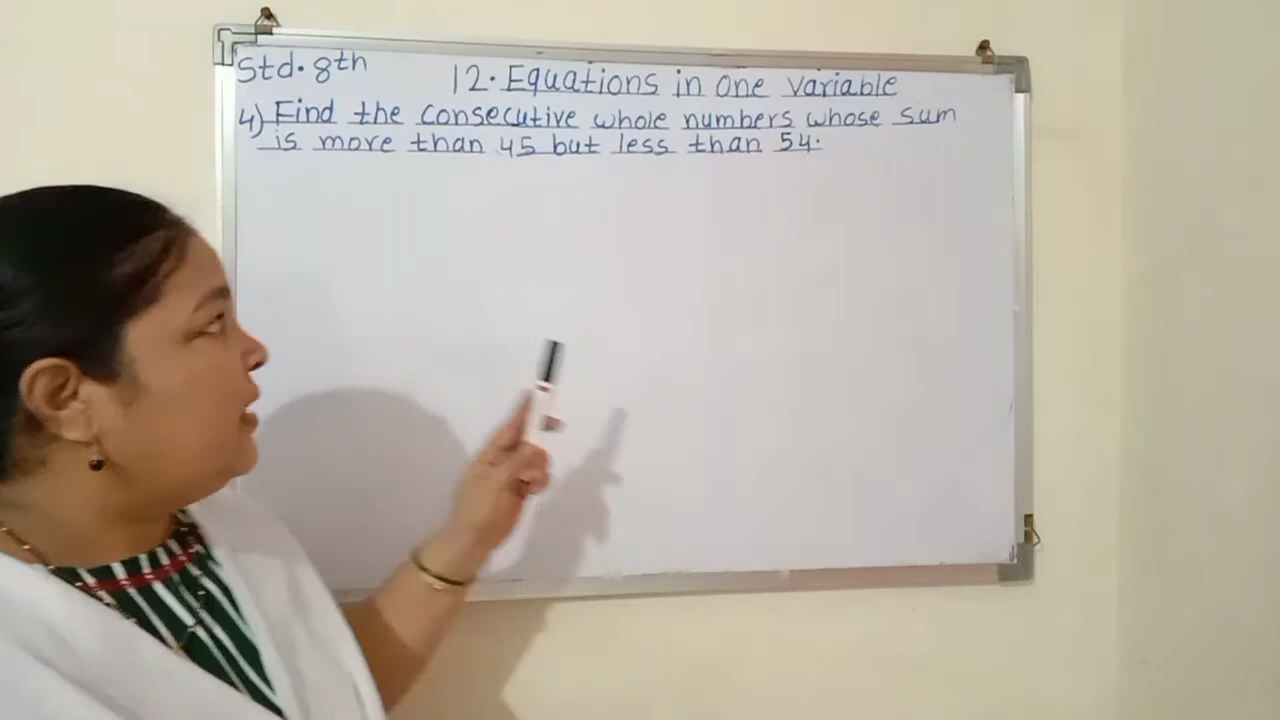 Std. 8th
12. Equations in one variable
4) Find the consecutive whole numbers whose sum
is more than 45 but less than 54.